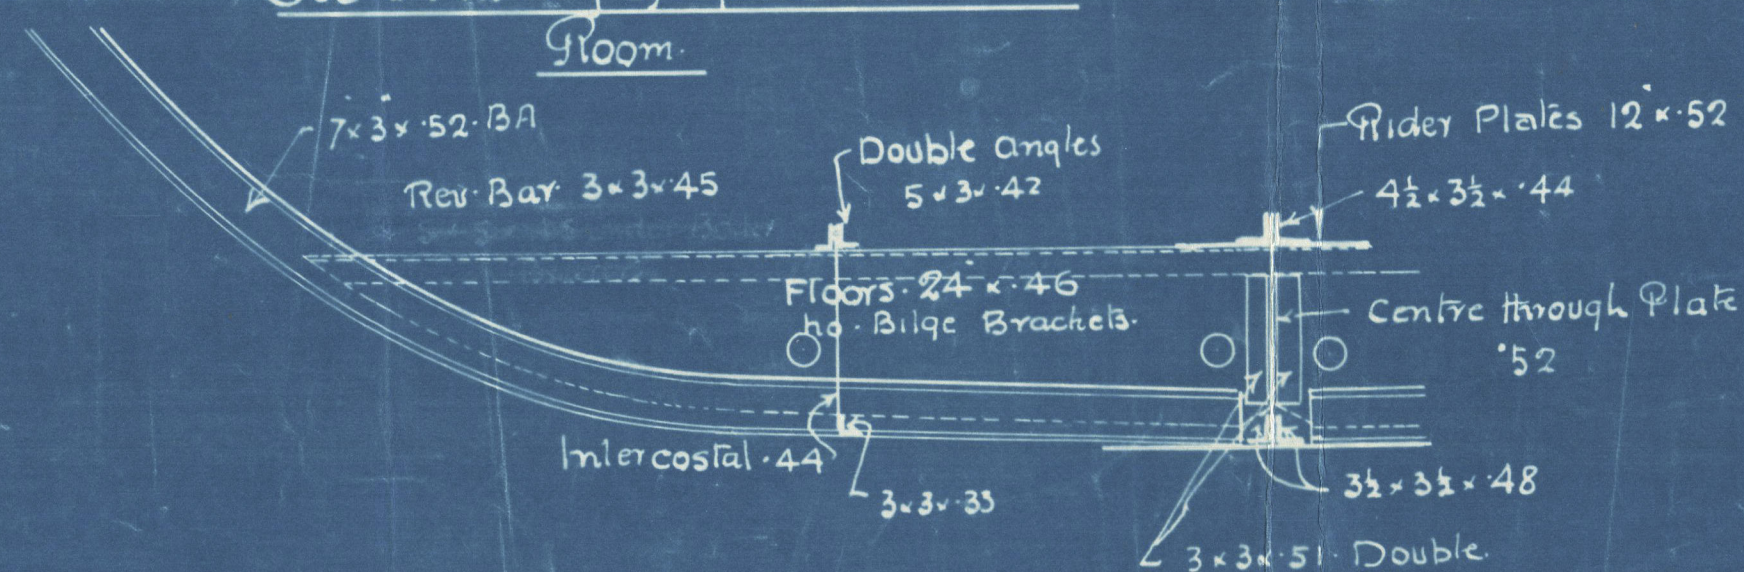 Room.
7" x 3" x .52. BA
Rev. Bar. 3 x 3 x .45
Double angles
5 x 3 x .42
Rider Plates 12" x .52
4½ x 3½ x .44
Floors. 24" x .46
no. Bilge Brackets.
Centre through Plate
.52
Intercostal .44
3 x 3 x .33
3½ x 3½ x .48
3 x 3 x .51. Double.